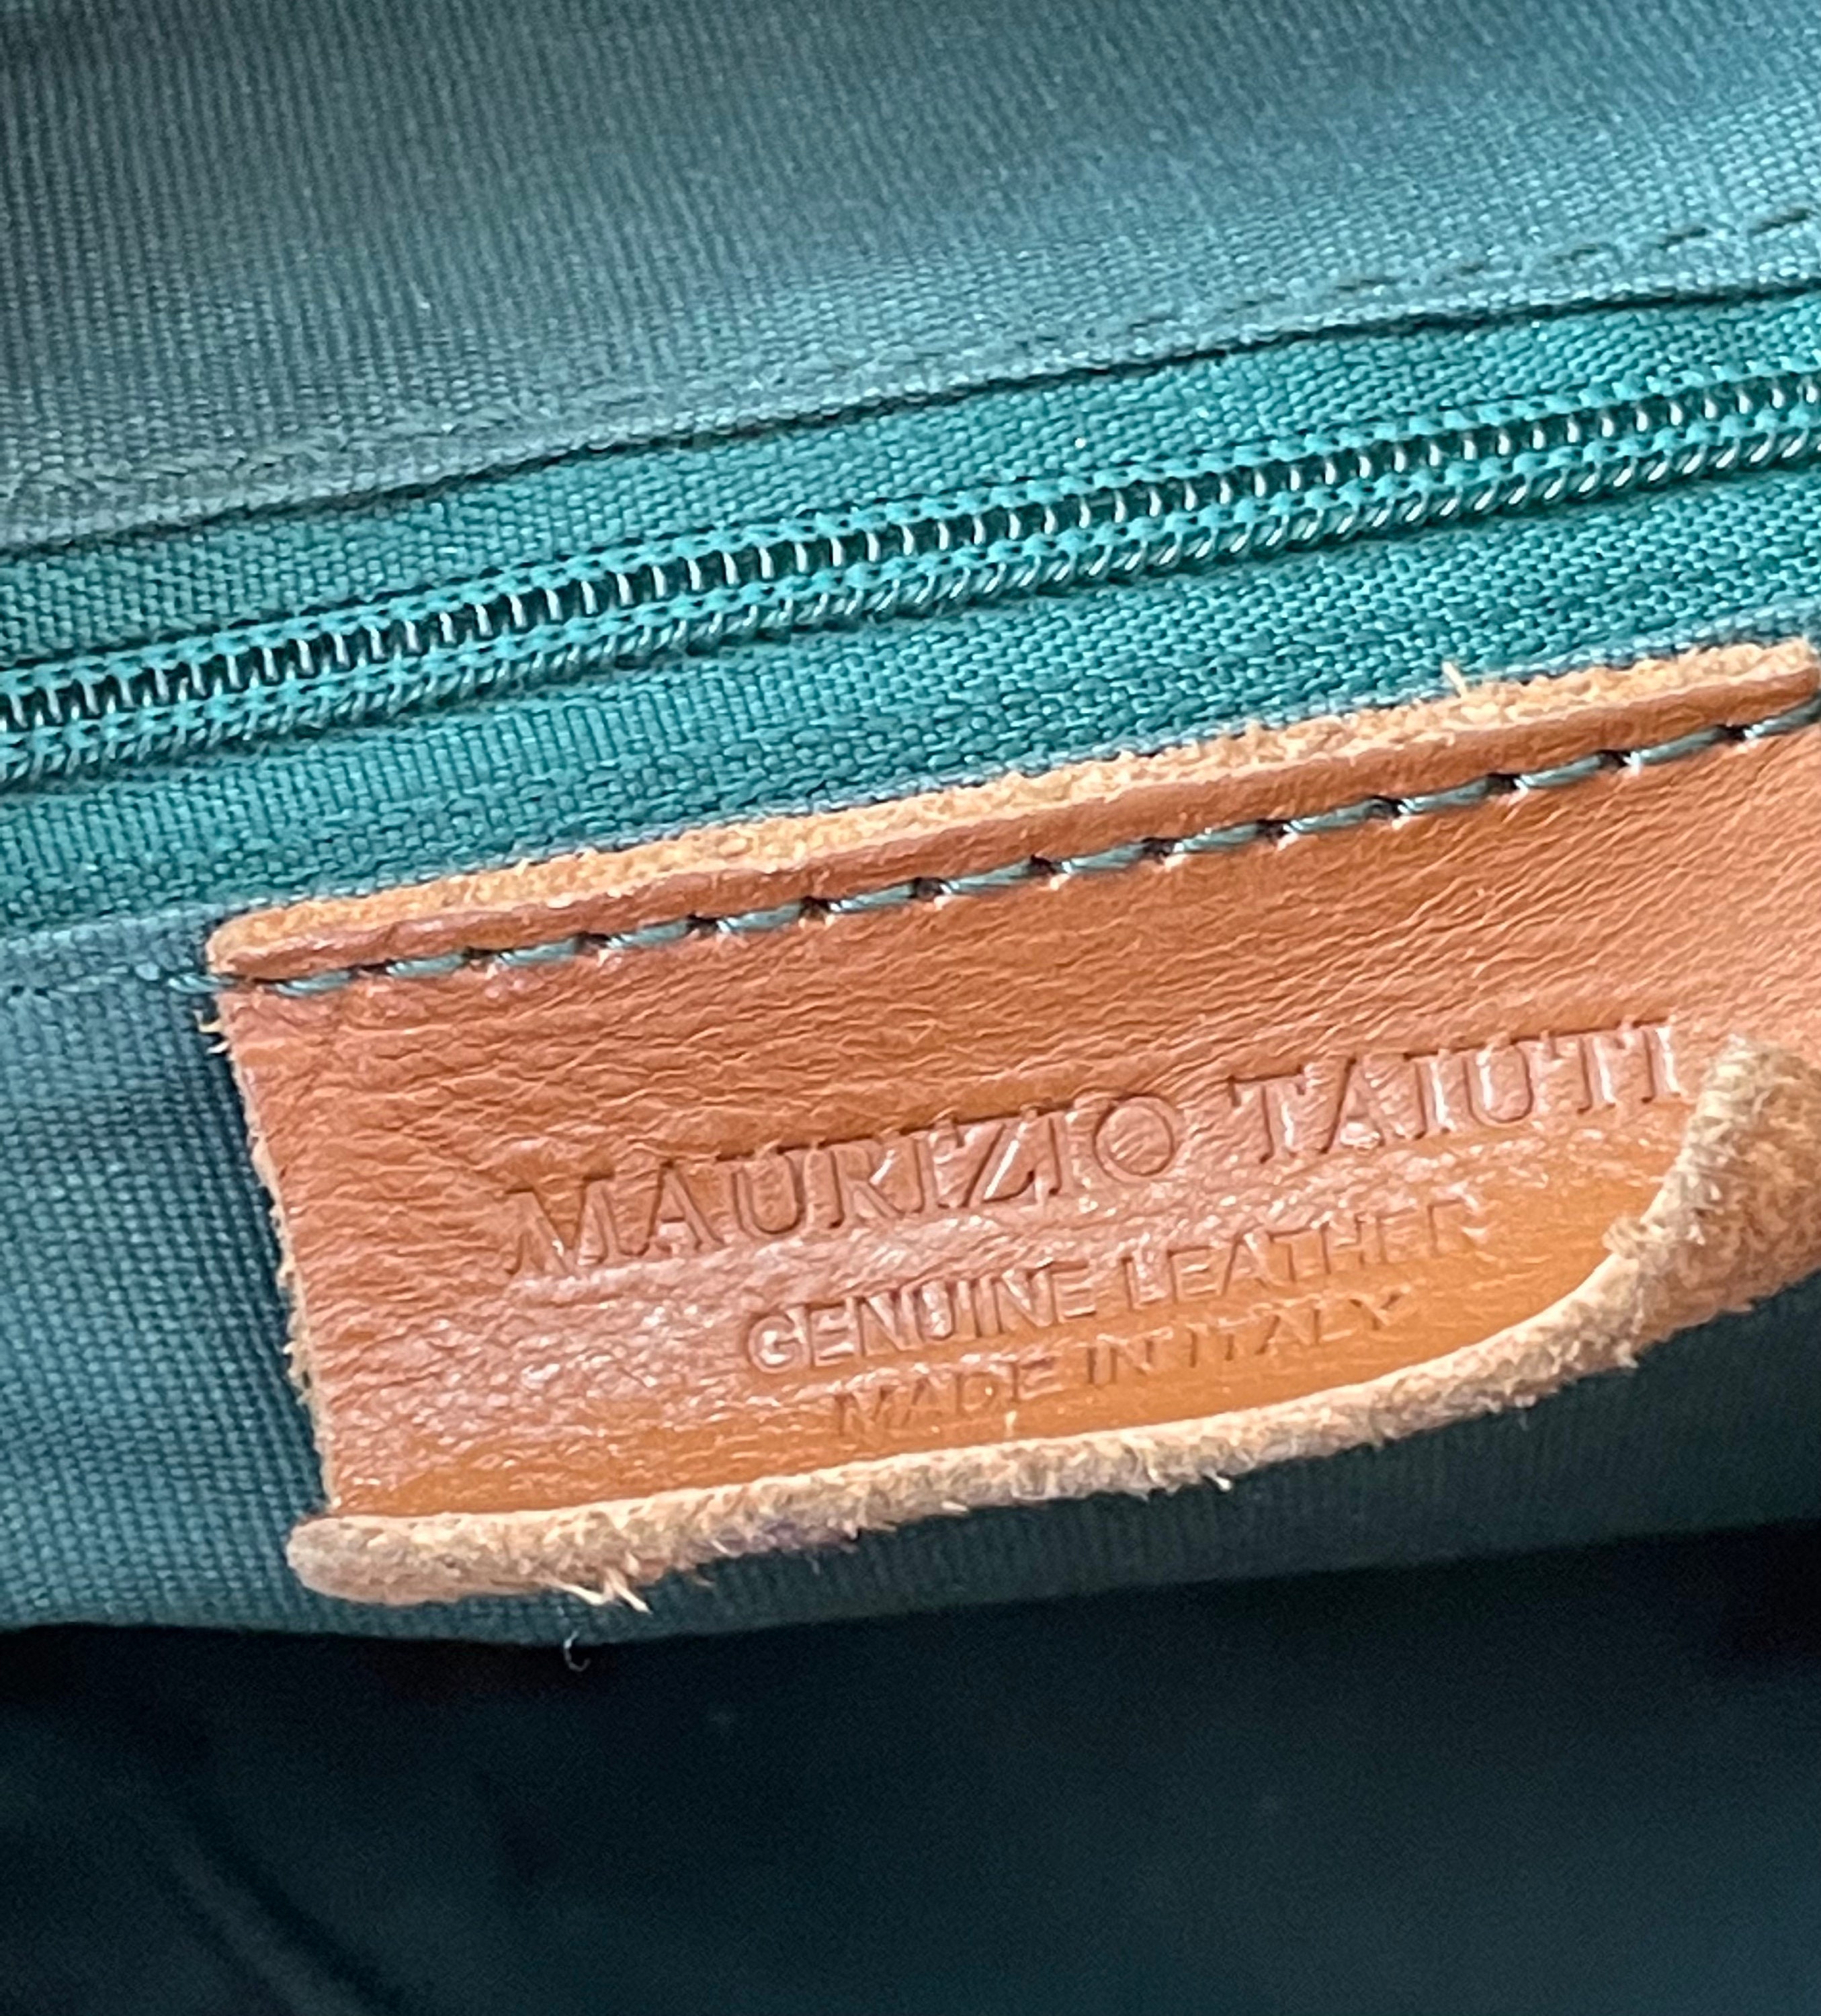 MAURIZIO TAIUTI
GENUINE LEATHER
MADE IN ITALY